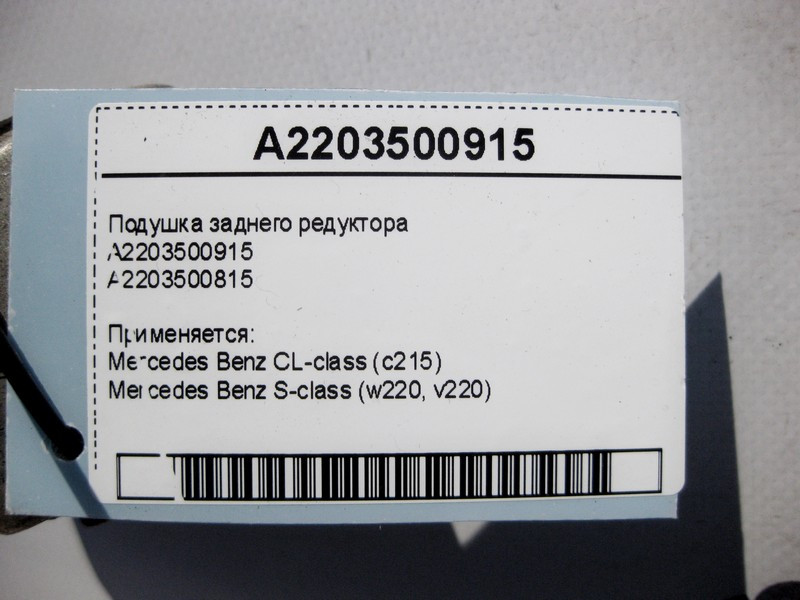 A2203500915
Подушка заднего редуктора
A2203500915
A2203500815
Применяется:
Mercedes Benz CL-class (c215)
Mercedes Benz S-class (w220, v220)